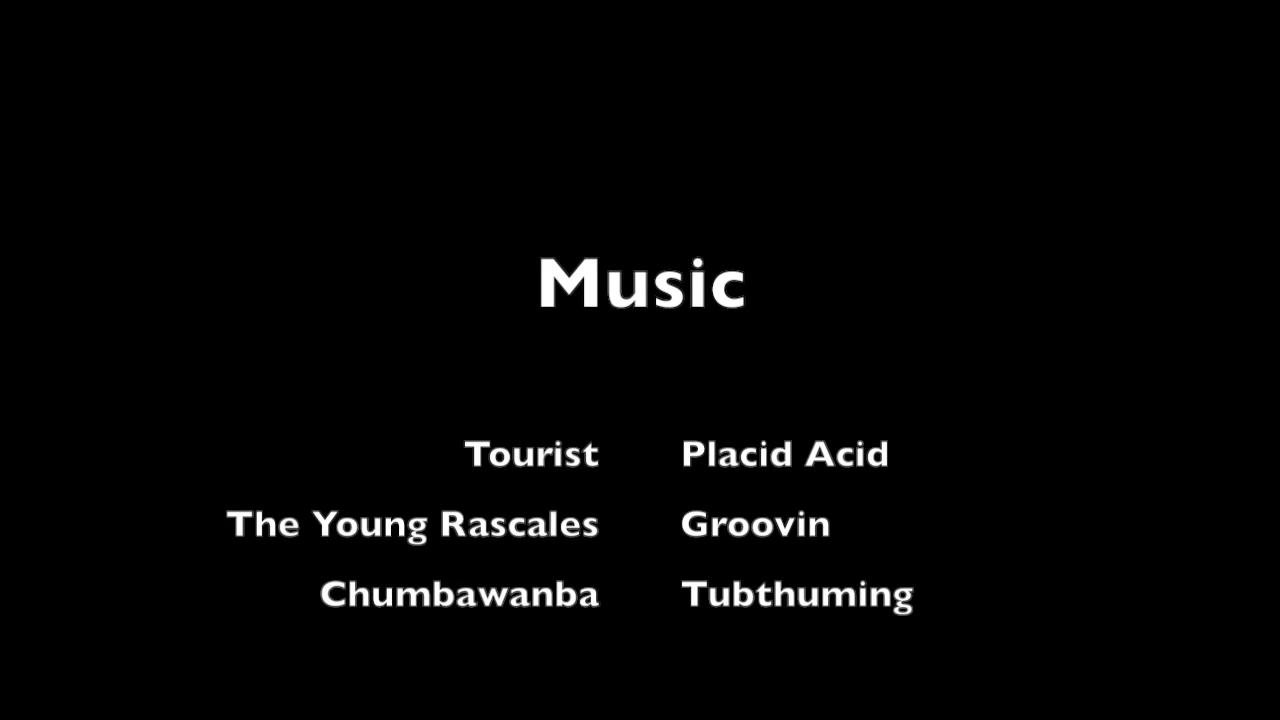 Music
Tourist Placid Acid
The Young Rascales Groovin
Chumbawanba Tubthuming